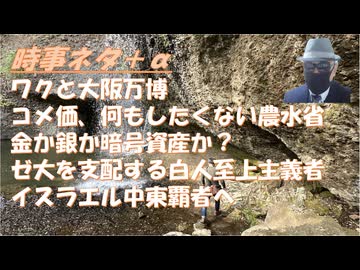 時事ネタ+α
ワクと大阪万博
コメ価、何もしたくない農水省
金か銀か暗号資産か？
ゼ大を支配する白人至上主義者
イスラエル中東覇者へ